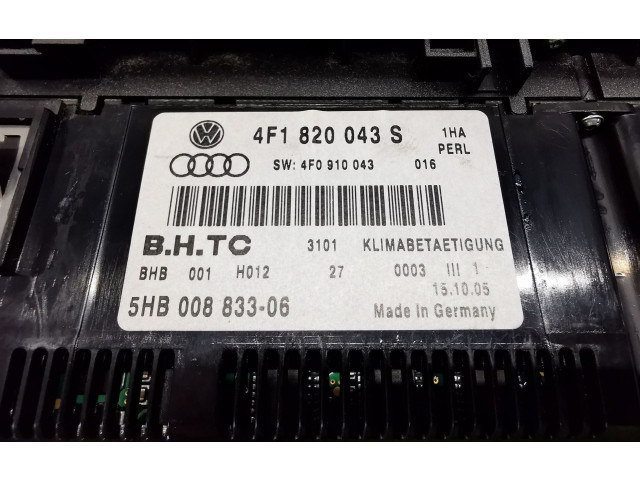 4F1 820 043 S 1HA
PERL
SW: 4F0 910 043 016
B.H.TC 3101 KLIMABETAETIGUNG
BHB 001 H012 27 0003 III 1
15.10.05
5HB 008 833-06 Made in Germany